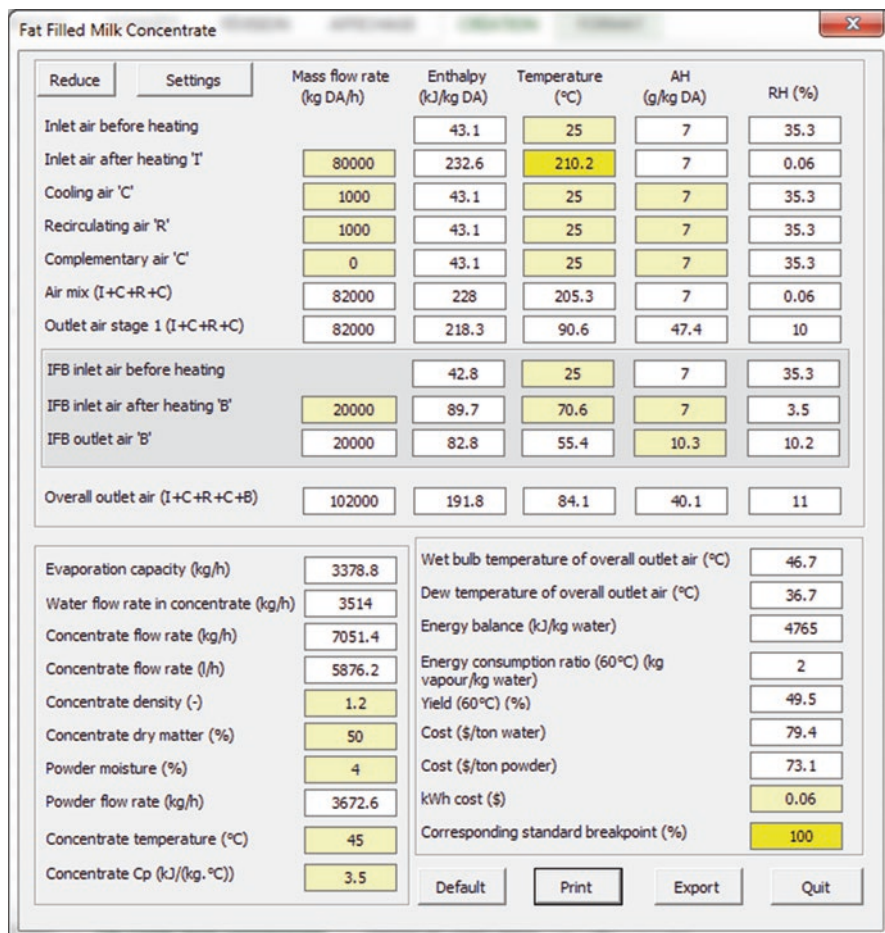 Fat Filled Milk Concentrate
Reduce Settings Mass flow rate (kg DA/h) Enthalpy (kJ/kg DA) Temperature (°C) AH (g/kg DA) RH (%)
Inlet air before heating 43.1 25 7 35.3
Inlet air after heating 'I' 80000 232.6 210.2 7 0.06
Cooling air 'C' 1000 43.1 25 7 35.3
Recirculating air 'R' 1000 43.1 25 7 35.3
Complementary air 'C' 0 43.1 25 7 35.3
Air mix (I+C+R+C) 82000 228 205.3 7 0.06
Outlet air stage 1 (I+C+R+C) 82000 218.3 90.6 47.4 10
IFB inlet air before heating 42.8 25 7 35.3
IFB inlet air after heating 'B' 20000 89.7 70.6 7 3.5
IFB outlet air 'B' 20000 82.8 55.4 10.3 10.2
Overall outlet air (I+C+R+C+B) 102000 191.8 84.1 40.1 11
Evaporation capacity (kg/h) 3378.8
Water flow rate in concentrate (kg/h) 3514
Concentrate flow rate (kg/h) 7051.4
Concentrate flow rate (l/h) 5876.2
Concentrate density (-) 1.2
Concentrate dry matter (%) 50
Powder moisture (%) 4
Powder flow rate (kg/h) 3672.6
Concentrate temperature (°C) 45
Concentrate Cp (kJ/(kg.°C)) 3.5
Wet bulb temperature of overall outlet air (°C) 46.7
Dew temperature of overall outlet air (°C) 36.7
Energy balance (kJ/kg water) 4765
Energy consumption ratio (60°C) (kg
vapour/kg water) 2
Yield (60°C) (%) 49.5
Cost ($/ton water) 79.4
Cost ($/ton powder) 73.1
kWh cost ($) 0.06
Corresponding standard breakpoint (%) 100
Default Print Export Quit